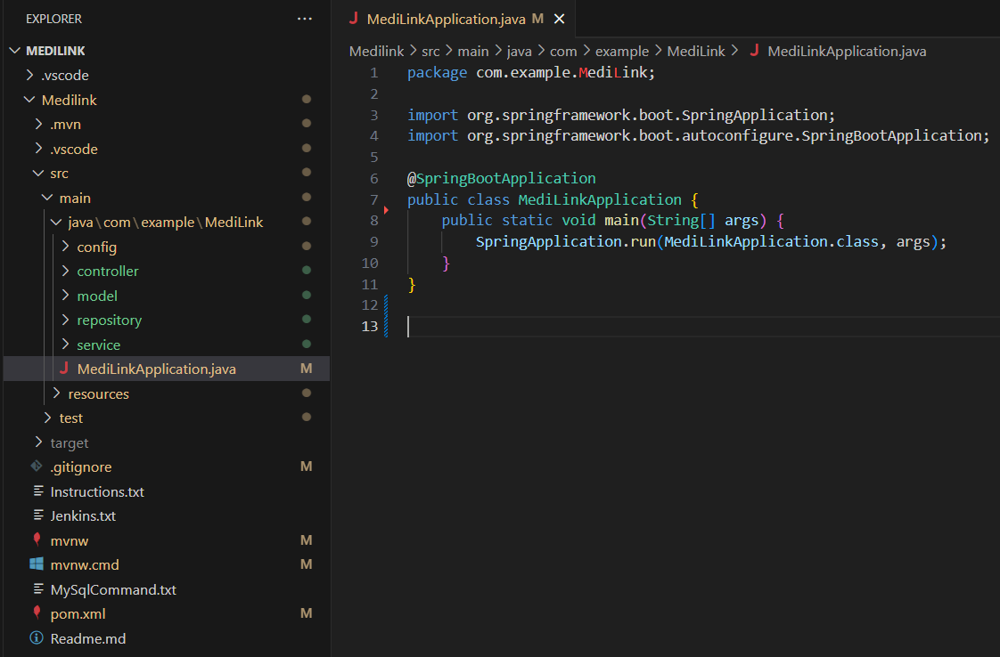 EXPLORER
MEDILINK
.vscode
Medilink
.mvn
.vscode
src
main
java\com\example\MediLink
config
controller
model
repository
service
MediLinkApplication.java M
resources
test
target
.gitignore M
Instructions.txt
Jenkins.txt
mvnw M
mvnw.cmd M
MySqlCommand.txt
pom.xml M
Readme.md
MediLinkApplication.java M
Medilink > src > main > java > com > example > MediLink > MediLinkApplication.java
1 package com.example.MediLink;
2
3 import org.springframework.boot.SpringApplication;
4 import org.springframework.boot.autoconfigure.SpringBootApplication;
5
6 @SpringBootApplication
7 public class MediLinkApplication {
8     public static void main(String[] args) {
9         SpringApplication.run(MediLinkApplication.class, args);
10     }
11 }
12
13